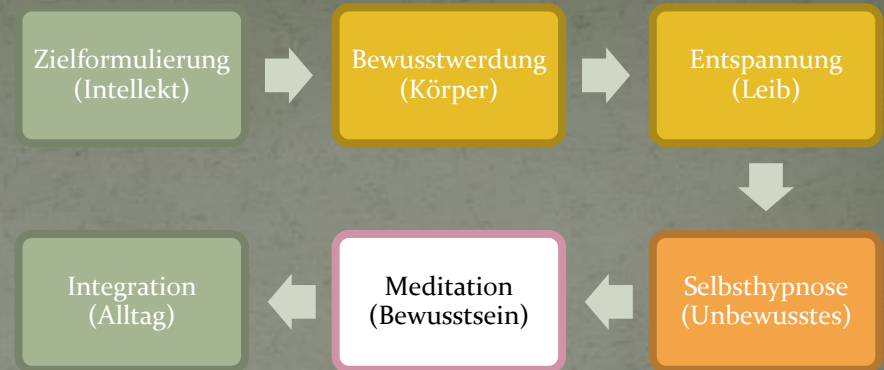 Zielformulierung
(Intellekt)
Bewusstwerdung
(Körper)
Entspannung
(Leib)
Selbsthypnose
(Unbewusstes)
Meditation
(Bewusstsein)
Integration
(Alltag)